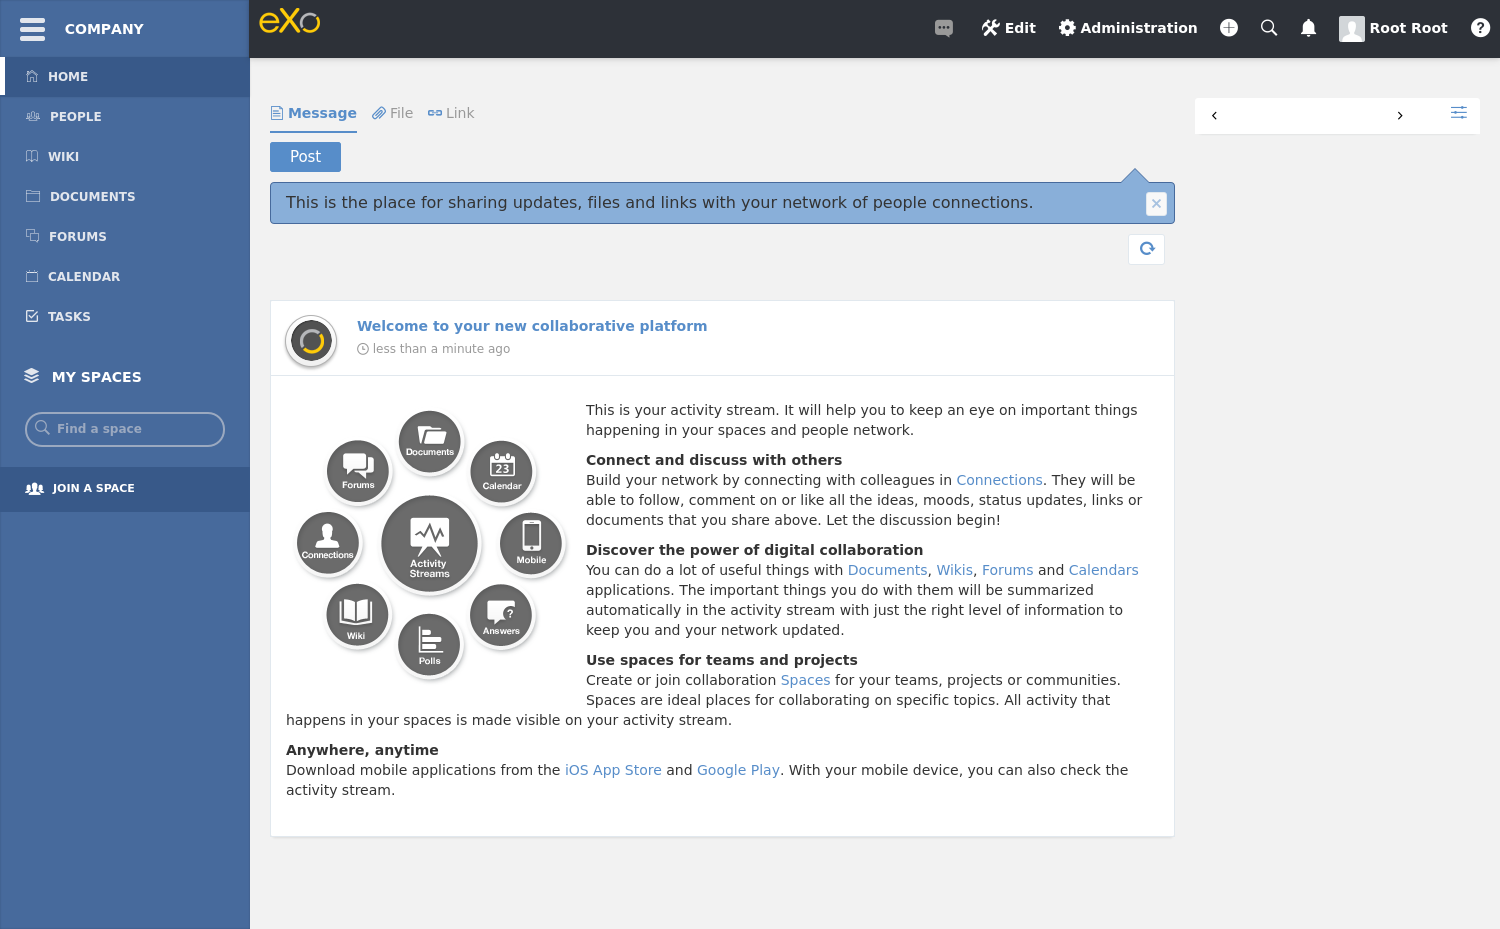 COMPANY
eXo
Edit
Administration
Root Root
HOME
PEOPLE
WIKI
DOCUMENTS
FORUMS
CALENDAR
TASKS
MY SPACES
Find a space
JOIN A SPACE
Message
File
Link
Post
This is the place for sharing updates, files and links with your network of people connections.
Welcome to your new collaborative platform
less than a minute ago
Documents
Forums
23
Calendar
Connections
Activity
Streams
Mobile
Wiki
?
Answers
Polls
This is your activity stream. It will help you to keep an eye on important things
happening in your spaces and people network.
Connect and discuss with others
Build your network by connecting with colleagues in Connections. They will be
able to follow, comment on or like all the ideas, moods, status updates, links or
documents that you share above. Let the discussion begin!
Discover the power of digital collaboration
You can do a lot of useful things with Documents, Wikis, Forums and Calendars
applications. The important things you do with them will be summarized
automatically in the activity stream with just the right level of information to
keep you and your network updated.
Use spaces for teams and projects
Create or join collaboration Spaces for your teams, projects or communities.
Spaces are ideal places for collaborating on specific topics. All activity that
happens in your spaces is made visible on your activity stream.
Anywhere, anytime
Download mobile applications from the iOS App Store and Google Play. With your mobile device, you can also check the
activity stream.